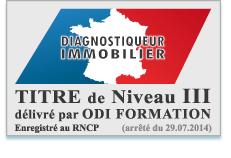 DIAGNOSTIQUEUR
IMMOBILIER
TITRE de Niveau III
délivré par ODI FORMATION
Enregistré au RNCP (arrêté du 29.07.2014)